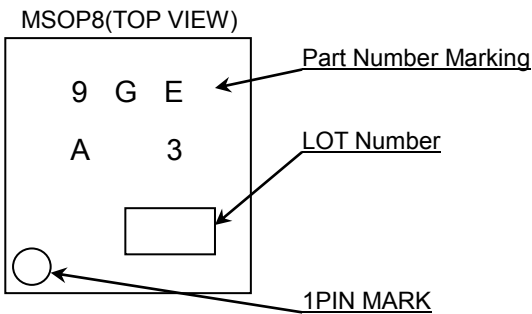 MSOP8(TOP VIEW)
Part Number Marking
9 G E
A 3
LOT Number
1PIN MARK